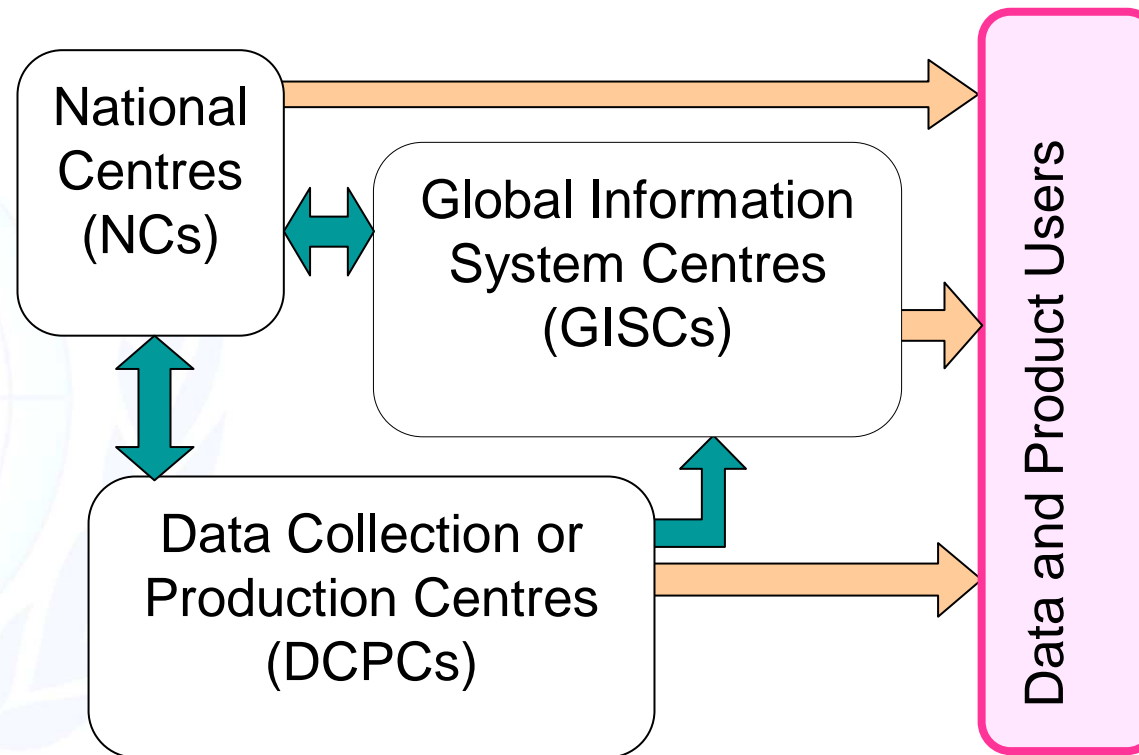 National
Centres
(NCs)
Global Information
System Centres
(GISCs)
Data Collection or
Production Centres
(DCPCs)
Data and Product Users